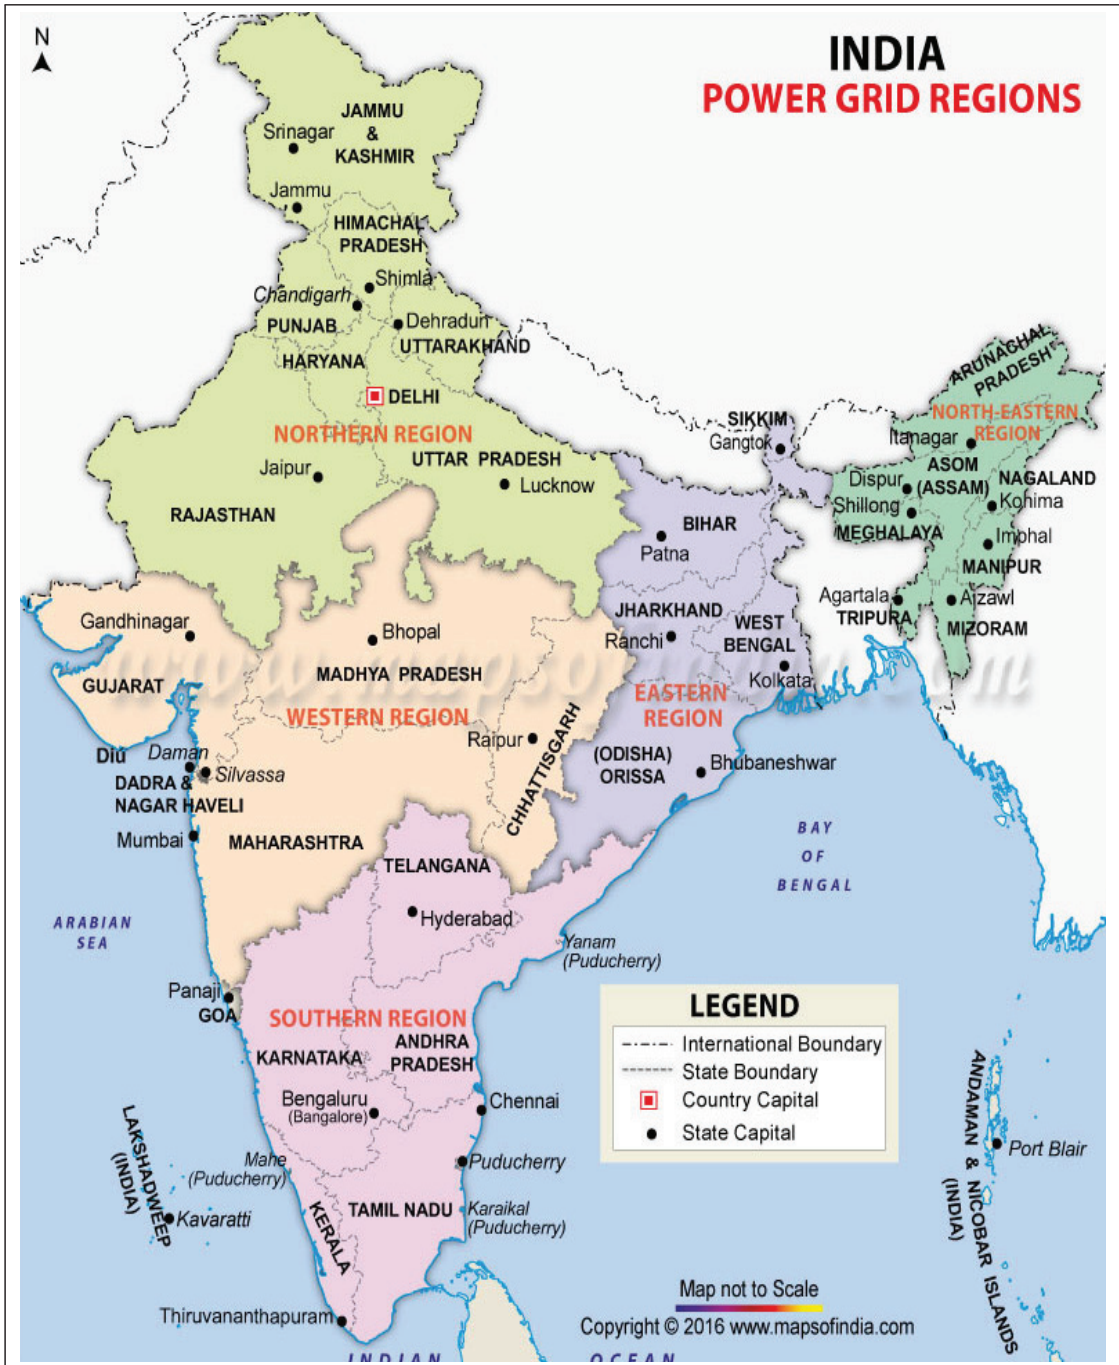 N
INDIA
POWER GRID REGIONS
JAMMU
&
KASHMIR
Srinagar
Jammu
HIMACHAL
PRADESH
Shimla
Chandigarh
PUNJAB
Dehradun
UTTARAKHAND
HARYANA
DELHI
NORTHERN REGION
UTTAR PRADESH
Jaipur
Lucknow
RAJASTHAN
ARUNACHAL
PRADESH
NORTH-EASTERN
REGION
SIKKIM
Gangtok
Itanagar
ASOM
(ASSAM)
Dispur
NAGALAND
Shillong
Kohima
MEGHALAYA
Imphal
MANIPUR
Agartala
TRIPURA
Aizawl
MIZORAM
BIHAR
Patna
JHARKHAND
Ranchi
WEST
BENGAL
Kolkata
EASTERN
REGION
(ODISHA)
ORISSA
Bhubaneshwar
Gandhinagar
GUJARAT
Bhopal
MADHYA PRADESH
www.mapsofindia.com
WESTERN REGION
Raipur
CHHATTISGARH
Diu
Daman
Silvassa
DADRA &
NAGAR HAVELI
Mumbai
MAHARASHTRA
TELANGANA
Hyderabad
BAY
OF
BENGAL
ARABIAN
SEA
Yanam
(Puducherry)
Panaji
GOA
SOUTHERN REGION
KARNATAKA
ANDHRA
PRADESH
Bengaluru
(Bangalore)
Chennai
Mahe
(Puducherry)
Puducherry
LAKSHADWEEP
(INDIA)
Kavaratti
KERALA
TAMIL NADU
Karaikal
(Puducherry)
Thiruvananthapuram
LEGEND
International Boundary
State Boundary
Country Capital
State Capital
ANDAMAN & NICOBAR ISLANDS
(INDIA)
Port Blair
Map not to Scale
Copyright © 2016 www.mapsofindia.com
INDIAN OCEAN